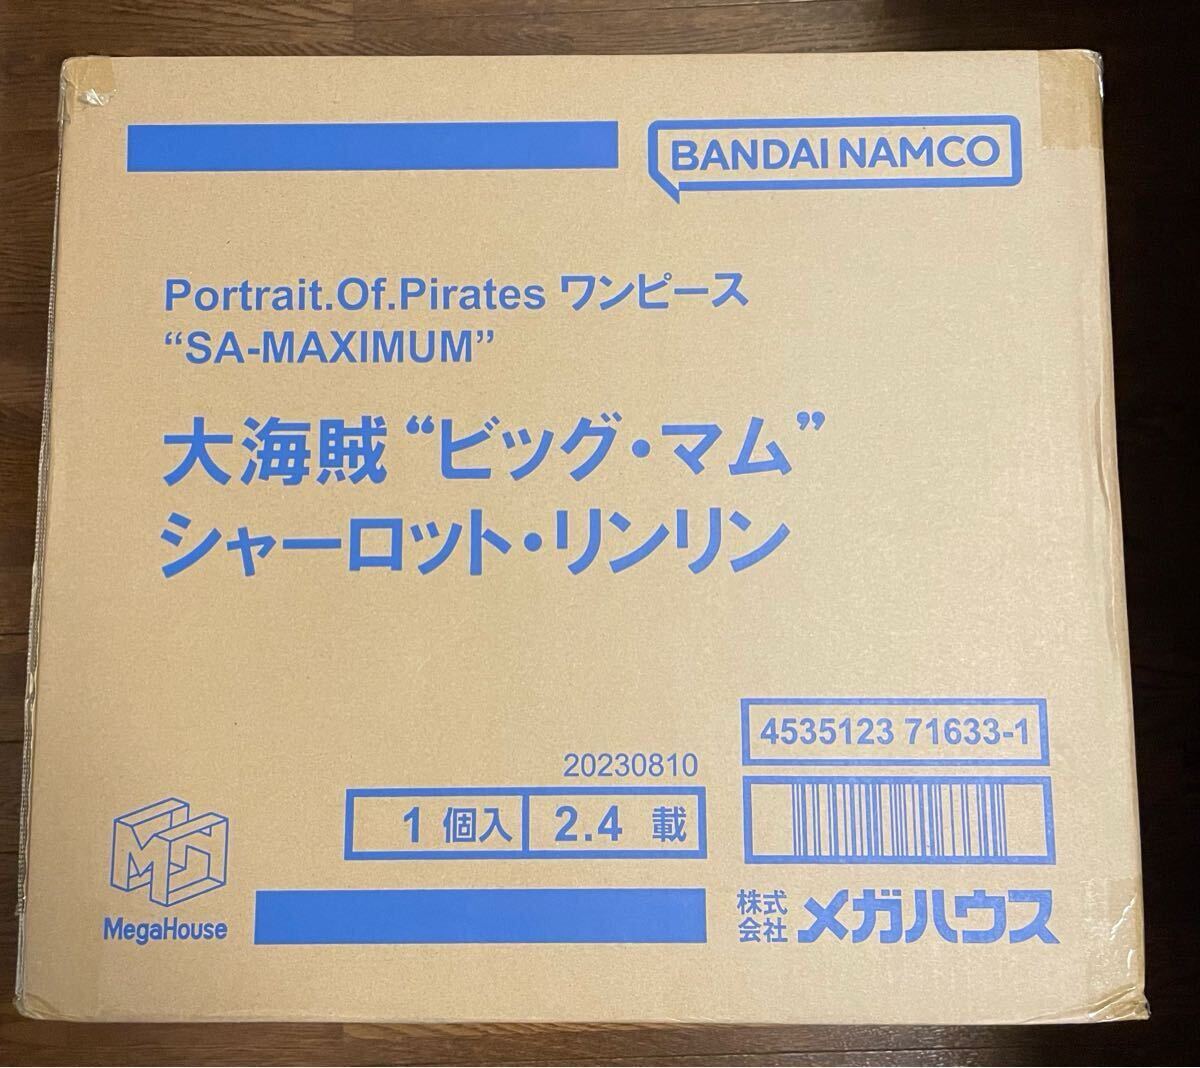 BANDAI NAMCO
Portrait.Of.Pirates ワンピース
“SA-MAXIMUM”
大海賊“ビッグ・マム”
シャーロット・リンリン
4535123 71633-1
20230810
1 個入 2.4 載
MegaHouse
株式会社 メガハウス